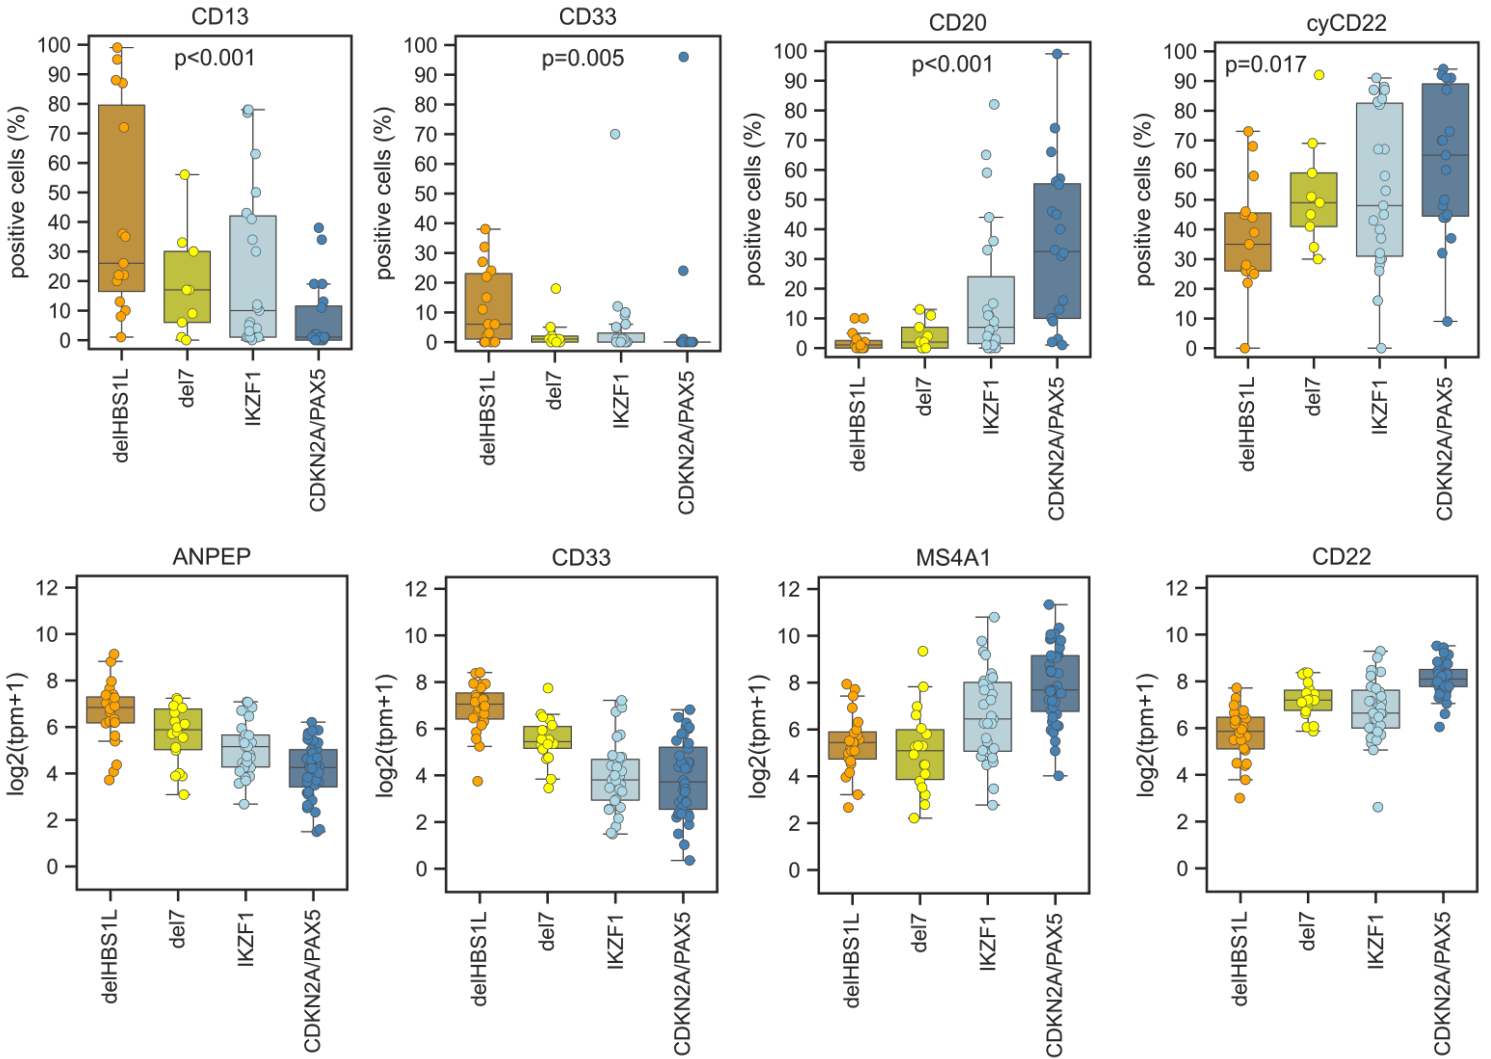 CD13
p<0.001
positive cells (%)
100
90
80
70
60
50
40
30
20
10
0
delHBS1L
del7
IKZF1
CDKN2A/PAX5
CD33
p=0.005
positive cells (%)
100
90
80
70
60
50
40
30
20
10
0
delHBS1L
del7
IKZF1
CDKN2A/PAX5
CD20
p<0.001
positive cells (%)
100
90
80
70
60
50
40
30
20
10
0
delHBS1L
del7
IKZF1
CDKN2A/PAX5
cyCD22
p=0.017
positive cells (%)
100
90
80
70
60
50
40
30
20
10
0
delHBS1L
del7
IKZF1
CDKN2A/PAX5
ANPEP
log2(tpm+1)
12
10
8
6
4
2
0
delHBS1L
del7
IKZF1
CDKN2A/PAX5
CD33
log2(tpm+1)
12
10
8
6
4
2
0
delHBS1L
del7
IKZF1
CDKN2A/PAX5
MS4A1
log2(tpm+1)
12
10
8
6
4
2
0
delHBS1L
del7
IKZF1
CDKN2A/PAX5
CD22
log2(tpm+1)
12
10
8
6
4
2
0
delHBS1L
del7
IKZF1
CDKN2A/PAX5